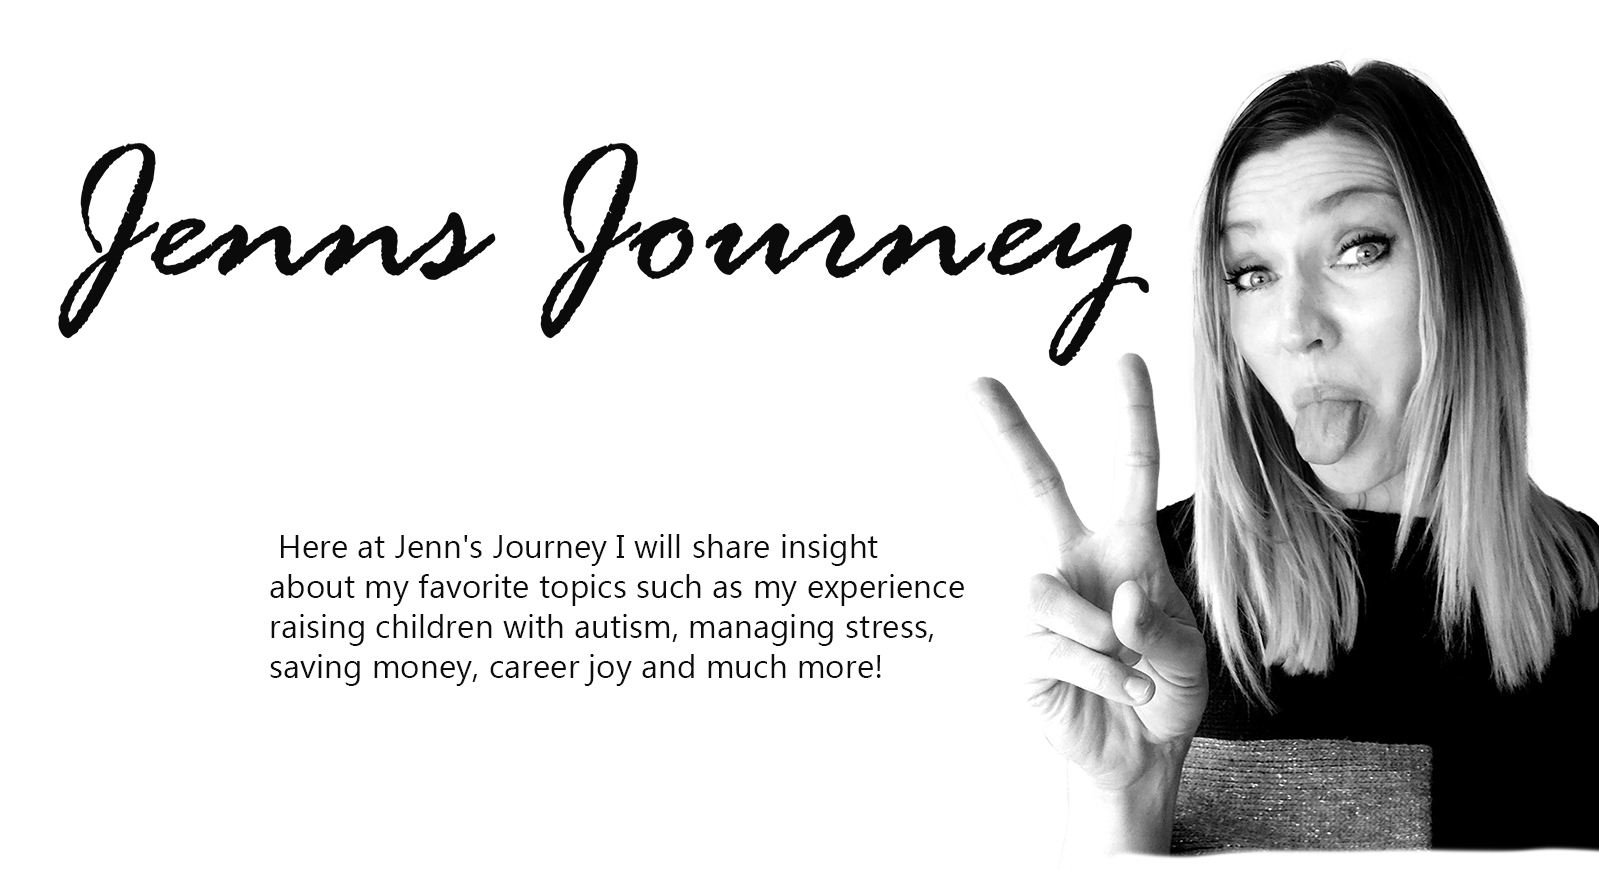 Jenns Journey
Here at Jenn's Journey I will share insight
about my favorite topics such as my experience
raising children with autism, managing stress,
saving money, career joy and much more!